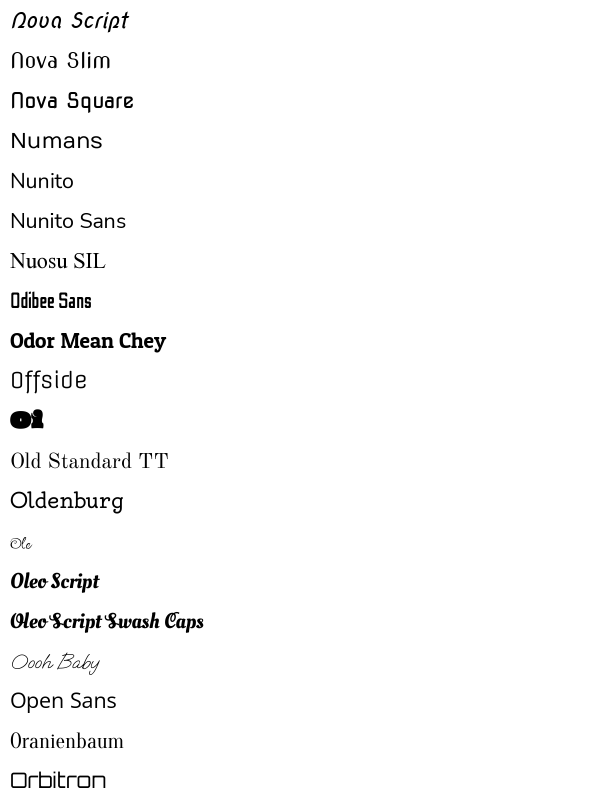 Nova Script
Nova Slim
Nova Square
Numans
Nunito
Nunito Sans
Nuosu SIL
Odibee Sans
Odor Mean Chey
Offside
Oi
Old Standard TT
Oldenburg
Ole
Oleo Script
Oleo Script Swash Caps
Oooh Baby
Open Sans
Oranienbaum
Orbitron